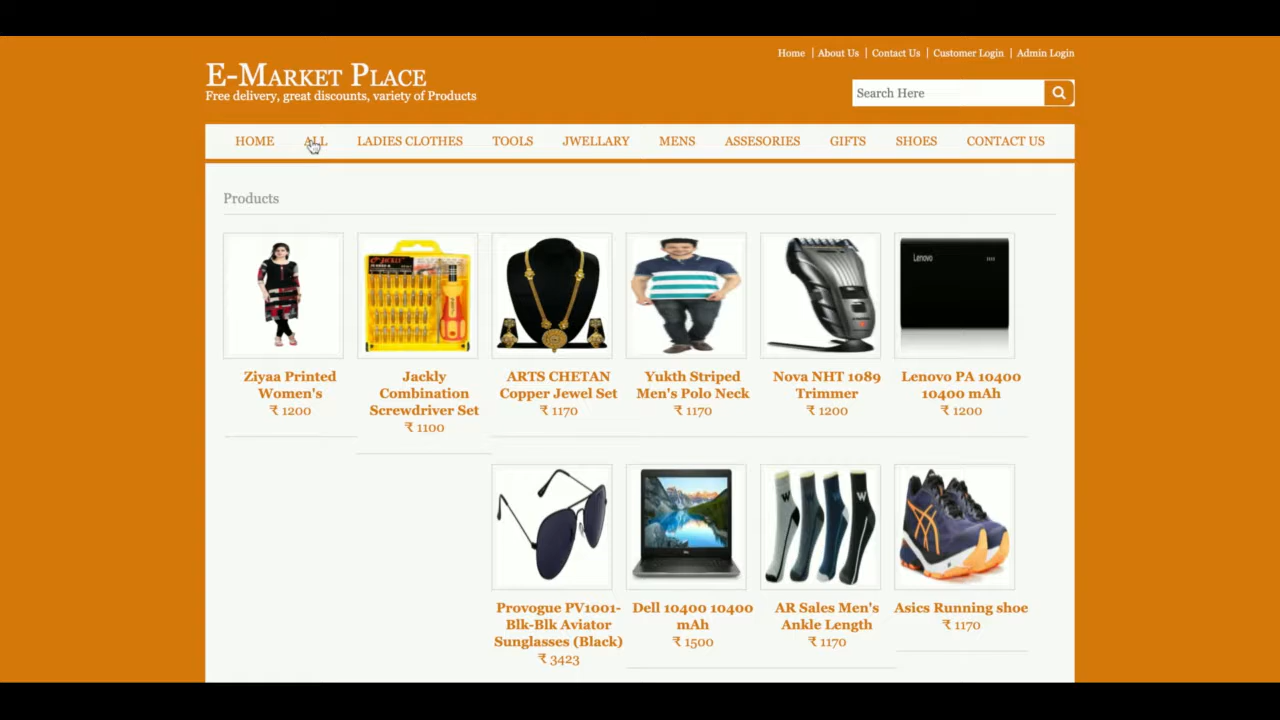 Home About Us Contact Us Customer Login Admin Login
E-Market Place
Free delivery, great discounts, variety of Products
Search Here
HOME ALL LADIES CLOTHES TOOLS JWELLARY MENS ASSESORIES GIFTS SHOES CONTACT US
Products
Lenovo
Ziyaa Printed
Women's
₹ 1200
Jackly
Combination
Screwdriver Set
₹ 1100
ARTS CHETAN
Copper Jewel Set
₹ 1170
Yukth Striped
Men's Polo Neck
₹ 1170
Nova NHT 1089
Trimmer
₹ 1200
Lenovo PA 10400
10400 mAh
₹ 1200
Provogue PV1001-
Blk-Blk Aviator
Sunglasses (Black)
₹ 3423
Dell 10400 10400
mAh
₹ 1500
AR Sales Men's
Ankle Length
₹ 1170
Asics Running shoe
₹ 1170